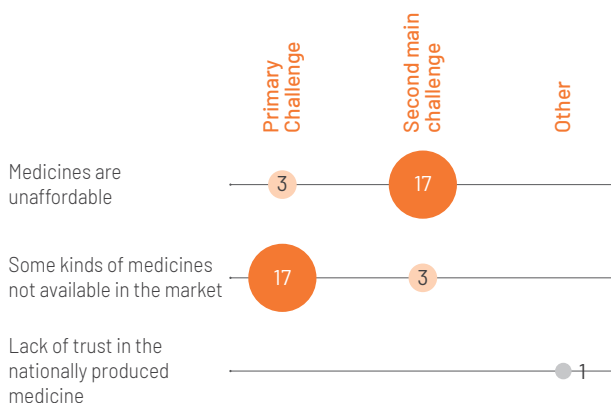 Primary
Challenge
Second main
challenge
Other
Medicines are
unaffordable
3
17
Some kinds of medicines
not available in the market
17
3
Lack of trust in the
nationally produced
medicine
1